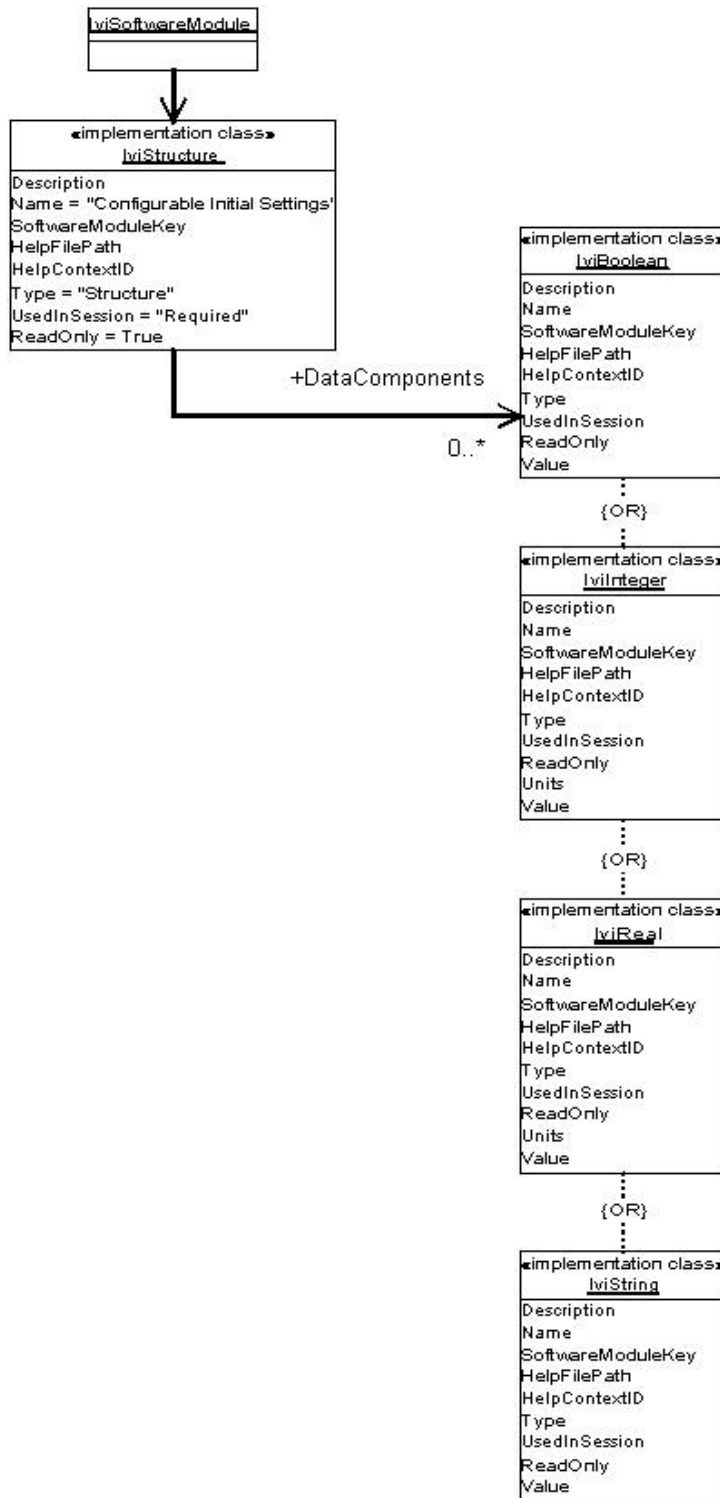 IviSoftwareModule
«implementation class»
IviStructure
Description
Name = "Configurable Initial Settings"
SoftwareModuleKey
HelpFilePath
HelpContextID
Type = "Structure"
UsedInSession = "Required"
ReadOnly = True
+DataComponents
0..*
«implementation class»
IviBoolean
Description
Name
SoftwareModuleKey
HelpFilePath
HelpContextID
Type
UsedInSession
ReadOnly
Value
{OR}
«implementation class»
IviInteger
Description
Name
SoftwareModuleKey
HelpFilePath
HelpContextID
Type
UsedInSession
ReadOnly
Units
Value
{OR}
«implementation class»
IviReal
Description
Name
SoftwareModuleKey
HelpFilePath
HelpContextID
Type
UsedInSession
ReadOnly
Units
Value
{OR}
«implementation class»
IviString
Description
Name
SoftwareModuleKey
HelpFilePath
HelpContextID
Type
UsedInSession
ReadOnly
Value